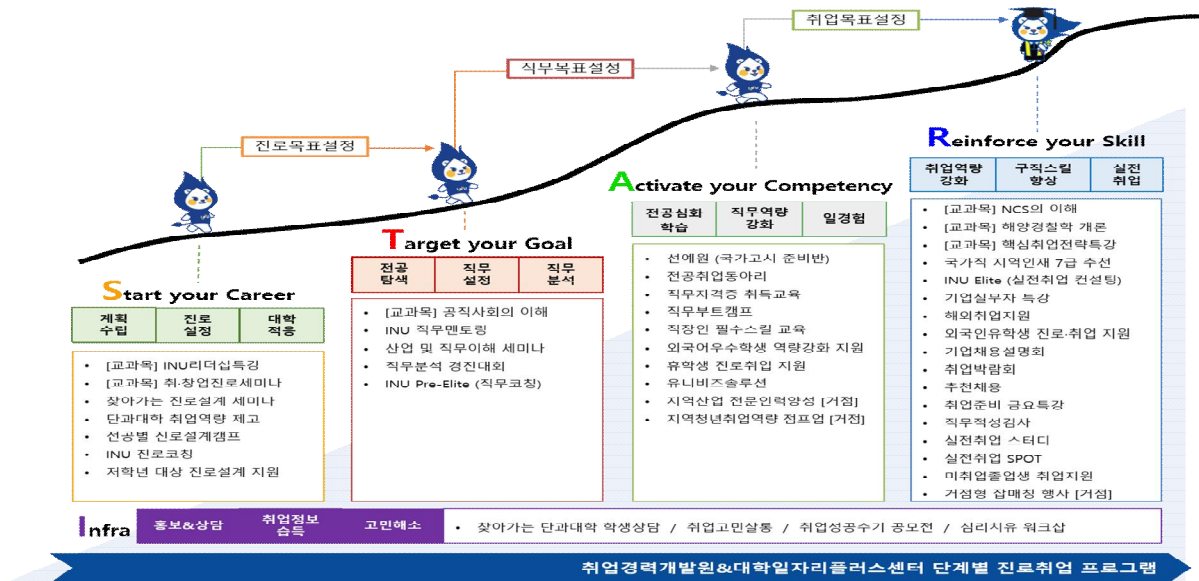 취업목표설정
직무목표설정
진로목표설정
Reinforce your Skill
취업역량
강화
구직스킬
향상
실전
취업
• [교과목] NCS의 이해
• [교과목] 해양경찰학 개론
• [교과목] 핵심취업전략특강
• 국가직 지역인재 7급 추천
• INU Elite (실전취업 컨설팅)
• 기업실무자 특강
• 해외취업지원
• 외국인유학생 진로·취업 지원
• 기업채용설명회
• 취업박람회
• 추천채용
• 취업준비 금요특강
• 직무적성검사
• 실전취업 스터디
• 실전취업 SPOT
• 미취업졸업생 취업지원
• 거점형 잡매칭 행사 [거점]
Activate your Competency
전공심화
학습
직무역량
강화
일경험
• 선예원 (국가고시 준비반)
• 전공취업동아리
• 직무자격증 취득교육
• 직무부트캠프
• 직장인 필수스킬 교육
• 외국어우수학생 역량강화 지원
• 휴학생 진로취업 지원
• 유니비즈솔루션
• 지역산업 전문인력양성 [거점]
• 지역청년취업역량 점프업 [거점]
Target your Goal
전공
탐색
직무
설정
직무
분석
• [교과목] 공직사회의 이해
• INU 직무멘토링
• 산업 및 직무이해 세미나
• 직무분석 경진대회
• INU Pre-Elite (직무코칭)
Start your Career
계획
수립
진로
설정
대학
적응
• [교과목] INU리더십특강
• [교과목] 취·창업진로세미나
• 찾아가는 진로설계 세미나
• 단과대학 취업역량 제고
• 전공별 진로설계캠프
• INU 진로코칭
• 저학년 대상 진로설계 지원
Infra
홍보&상담
취업정보
습득
고민해소
• 찾아가는 단과대학 학생상담 / 취업고민살롱 / 취업성공수기 공모전 / 심리치유 워크샵
취업경력개발원&대학일자리플러스센터 단계별 진로취업 프로그램